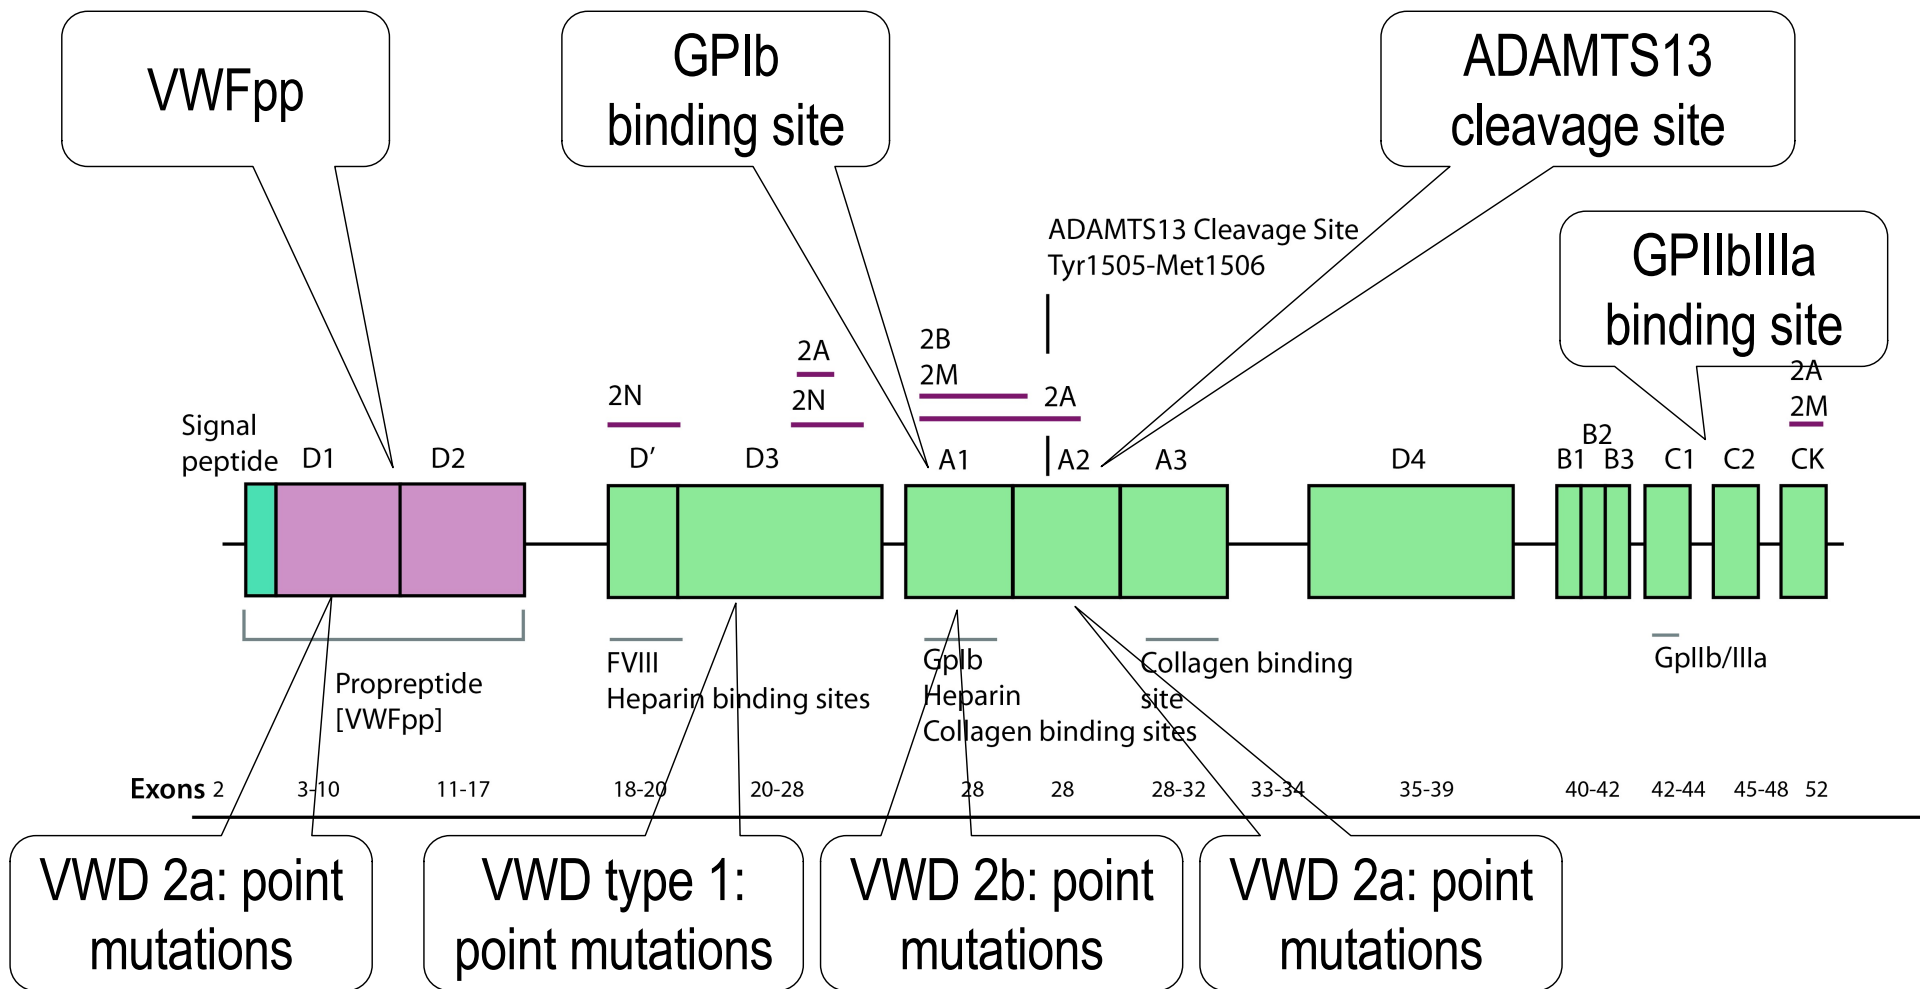 VWFpp
GPIb
binding site
ADAMTS13
cleavage site
ADAMTS13 Cleavage Site
Tyr1505-Met1506
GPIIbIIIa
binding site
2N
2A
2N
2B
2M
2A
2A
2M
Signal
peptide
D1
D2
D'
D3
A1
A2
A3
D4
B1
B2
B3
C1
C2
CK
Propreptide
[VWFpp]
FVIII
Heparin binding sites
GpIb
Heparin
Collagen binding sites
Collagen binding
site
GpIIb/IIIa
Exons 2 3-10 11-17 18-20 20-28 28 28 28-32 33-34 35-39 40-42 42-44 45-48 52
VWD 2a: point
mutations
VWD type 1:
point mutations
VWD 2b: point
mutations
VWD 2a: point
mutations